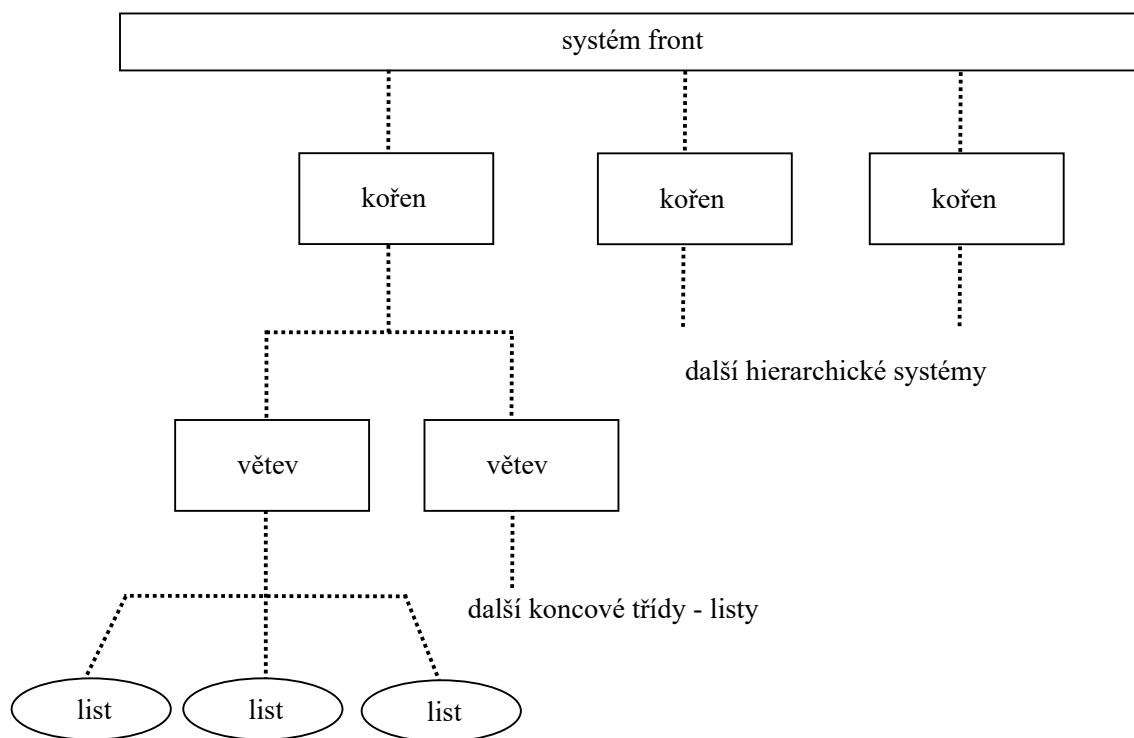 systém front
kořen
kořen
kořen
další hierarchické systémy
větev
větev
další koncové třídy - listy
list
list
list